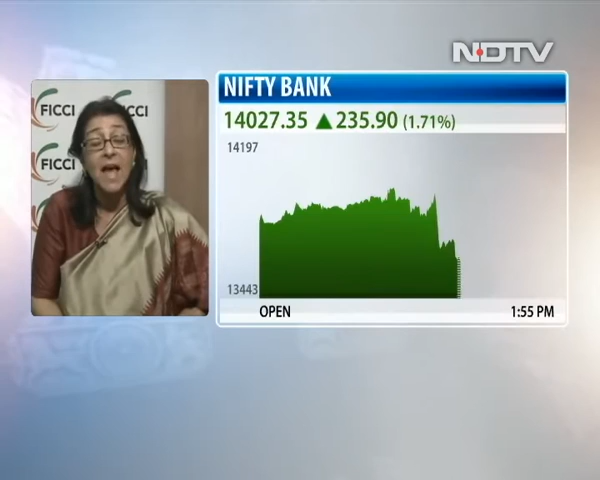 NDTV
NIFTY BANK
14027.35 ▲ 235.90 (1.71%)
14197
13443
OPEN 1:55 PM
FICCI
FICCI
FICCI